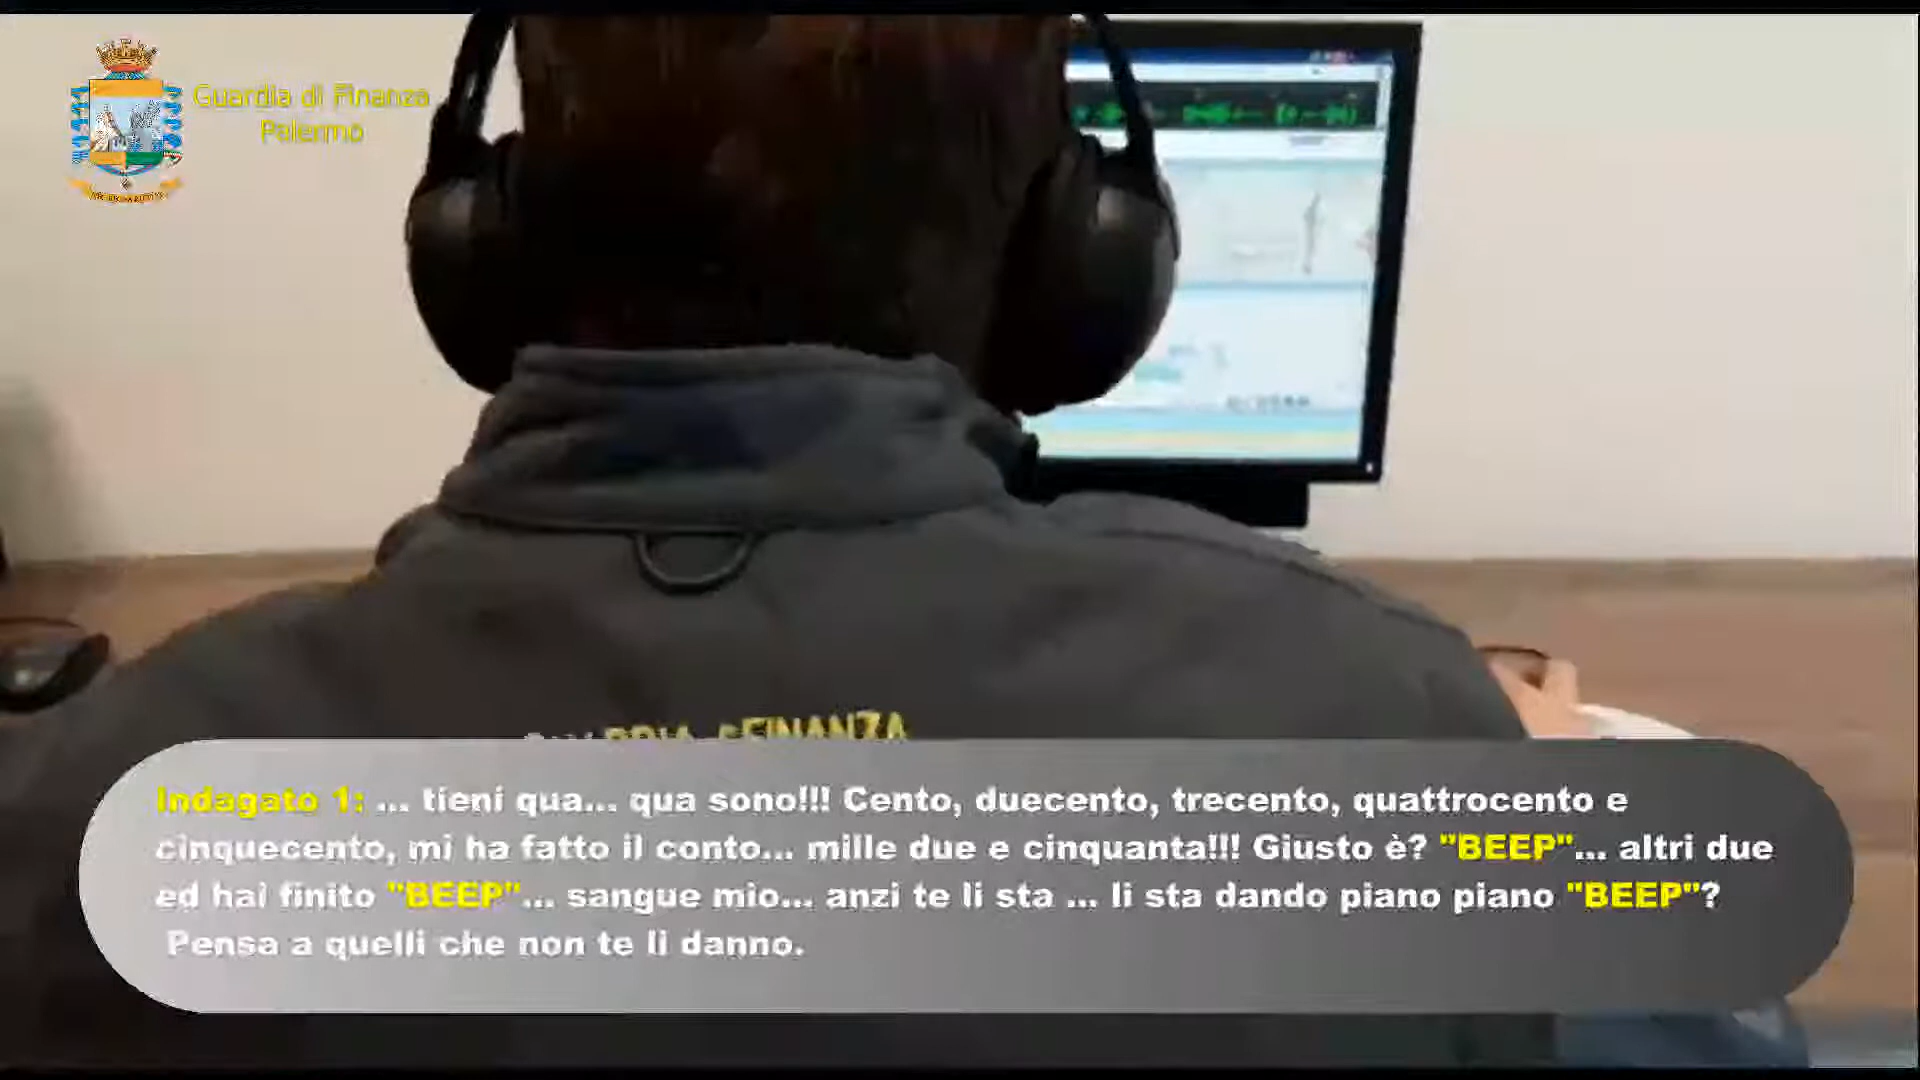 Guardia di Finanza
Palermo
FINANZA
Indagato 1: ... tieni qua... qua sono!!! Cento, duecento, trecento, quattrocento e
cinquecento, mi ha fatto il conto... mille due e cinquanta!!! Giusto è? "BEEP"... altri due
ed hai finito "BEEP"... sangue mio... anzi te li sta ... li sta dando piano piano "BEEP"?
Pensa a quelli che non te li danno.